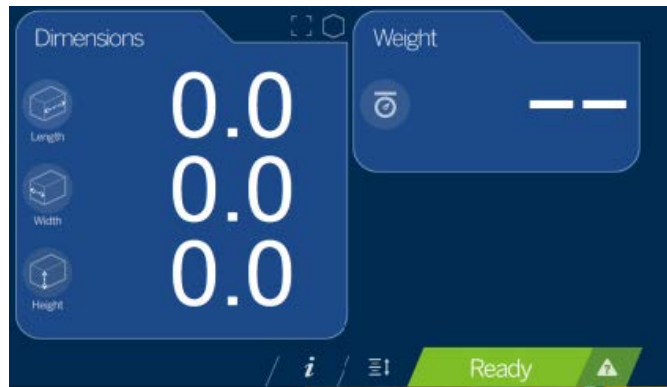 Dimensions
Length
0.0
Width
0.0
Height
0.0
Weight
--
i
Ready
?